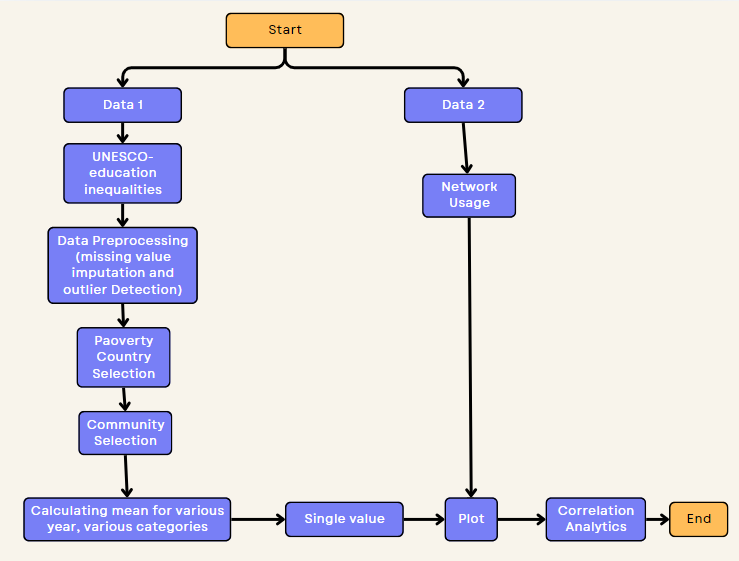 Start
Data 1
Data 2
UNESCO-
education
inequalities
Network
Usage
Data Preprocessing
(missing value
imputation and
outlier Detection)
Paoverty
Country
Selection
Community
Selection
Calculating mean for various
year, various categories
Single value
Plot
Correlation
Analytics
End